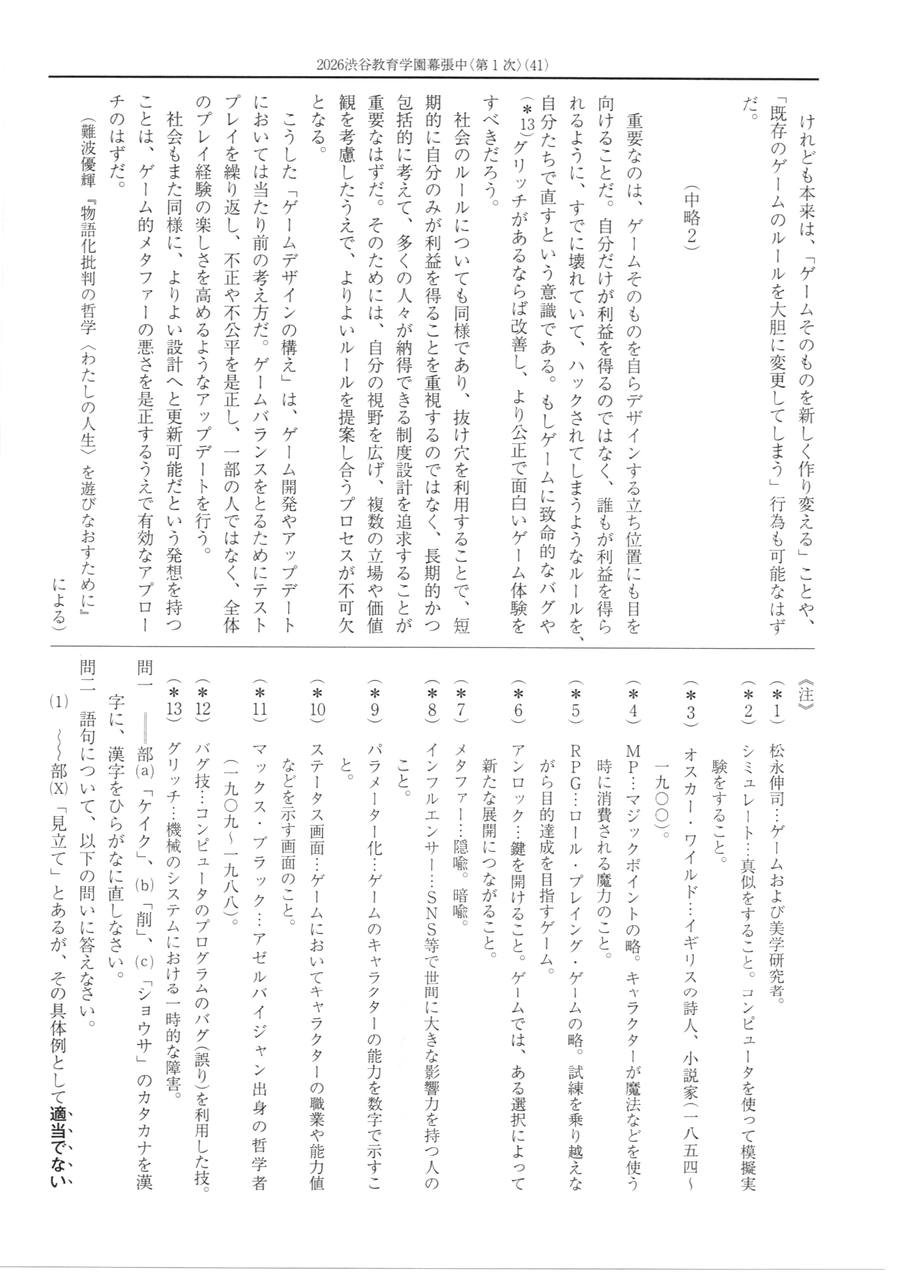 2026渋谷教育学園幕張中〈第1次〉(41)
けれども本来は、「ゲームそのものを新しく作り変える」ことや、
「既存のゲームのルールを大胆に変更してしまう」行為も可能なはず
だ。
(中略2)
重要なのは、ゲームそのものを自らデザインする立ち位置にも目を
向けることだ。自分だけが利益を得るのではなく、誰もが利益を得ら
れるように、すでに壊れていて、ハックされてしまうようなルールを、
自分たちで直すという意識である。もしゲームに致命的なバグや
(*13)グリッチがあるならば改善し、より公正で面白いゲーム体験を
すべきだろう。
社会のルールについても同様であり、抜け穴を利用することで、短
期的に自分のみが利益を得ることを重視するのではなく、長期的かつ
包括的に考えて、多くの人々が納得できる制度設計を追求することが
重要なはずだ。そのためには、自分の視野を広げ、複数の立場や価値
観を考慮したうえで、よりよいルールを提案し合うプロセスが不可欠
となる。
こうした「ゲームデザインの構え」は、ゲーム開発やアップデート
においては当たり前の考え方だ。ゲームバランスをとるためにテスト
プレイを繰り返し、不正や不公平を是正し、一部の人ではなく、全体
のプレイ経験の楽しさを高めるようなアップデートを行う。
社会もまた同様に、よりよい設計へと更新可能だという発想を持つ
ことは、ゲーム的メタファーの悪さを是正するうえで有効なアプロー
チのはずだ。
(難波優輝『物語化批判の哲学 〈わたしの人生〉を遊びなおすために』
による)
《注》
(*1) 松永伸司…ゲームおよび美学研究者。
(*2) シミュレート…真似をすること。コンピュータを使って模擬実
験をすること。
(*3) オスカー・ワイルド…イギリスの詩人、小説家(一八五四～
一九〇〇)。
(*4) MP…マジックポイントの略。キャラクターが魔法などを使う
時に消費される魔力のこと。
(*5) RPG…ロール・プレイング・ゲームの略。試練を乗り越えな
がら目的達成を目指すゲーム。
(*6) アンロック…鍵を開けること。ゲームでは、ある選択によって
新たな展開につながること。
(*7) メタファー…隠喩。暗喩。
(*8) インフルエンサー…SNS等で世間に大きな影響力を持つ人の
こと。
(*9) パラメーター化…ゲームのキャラクターの能力を数字で示すこ
と。
(*10) ステータス画面…ゲームにおいてキャラクターの職業や能力値
などを示す画面のこと。
(*11) マックス・ブラック…アゼルバイジャン出身の哲学者
(一九〇九～一九八八)。
(*12) バグ技…コンピュータのプログラムのバグ(誤り)を利用した技。
(*13) グリッチ…機械のシステムにおける一時的な障害。
問一 ══部(a)「ケイク」、(b)「削」、(c)「ショウサ」のカタカナを漢
字に、漢字をひらがなに直しなさい。
問二 語句について、以下の問いに答えなさい。
(1) 〜〜部(X)「見立て」とあるが、その具体例として適当でない